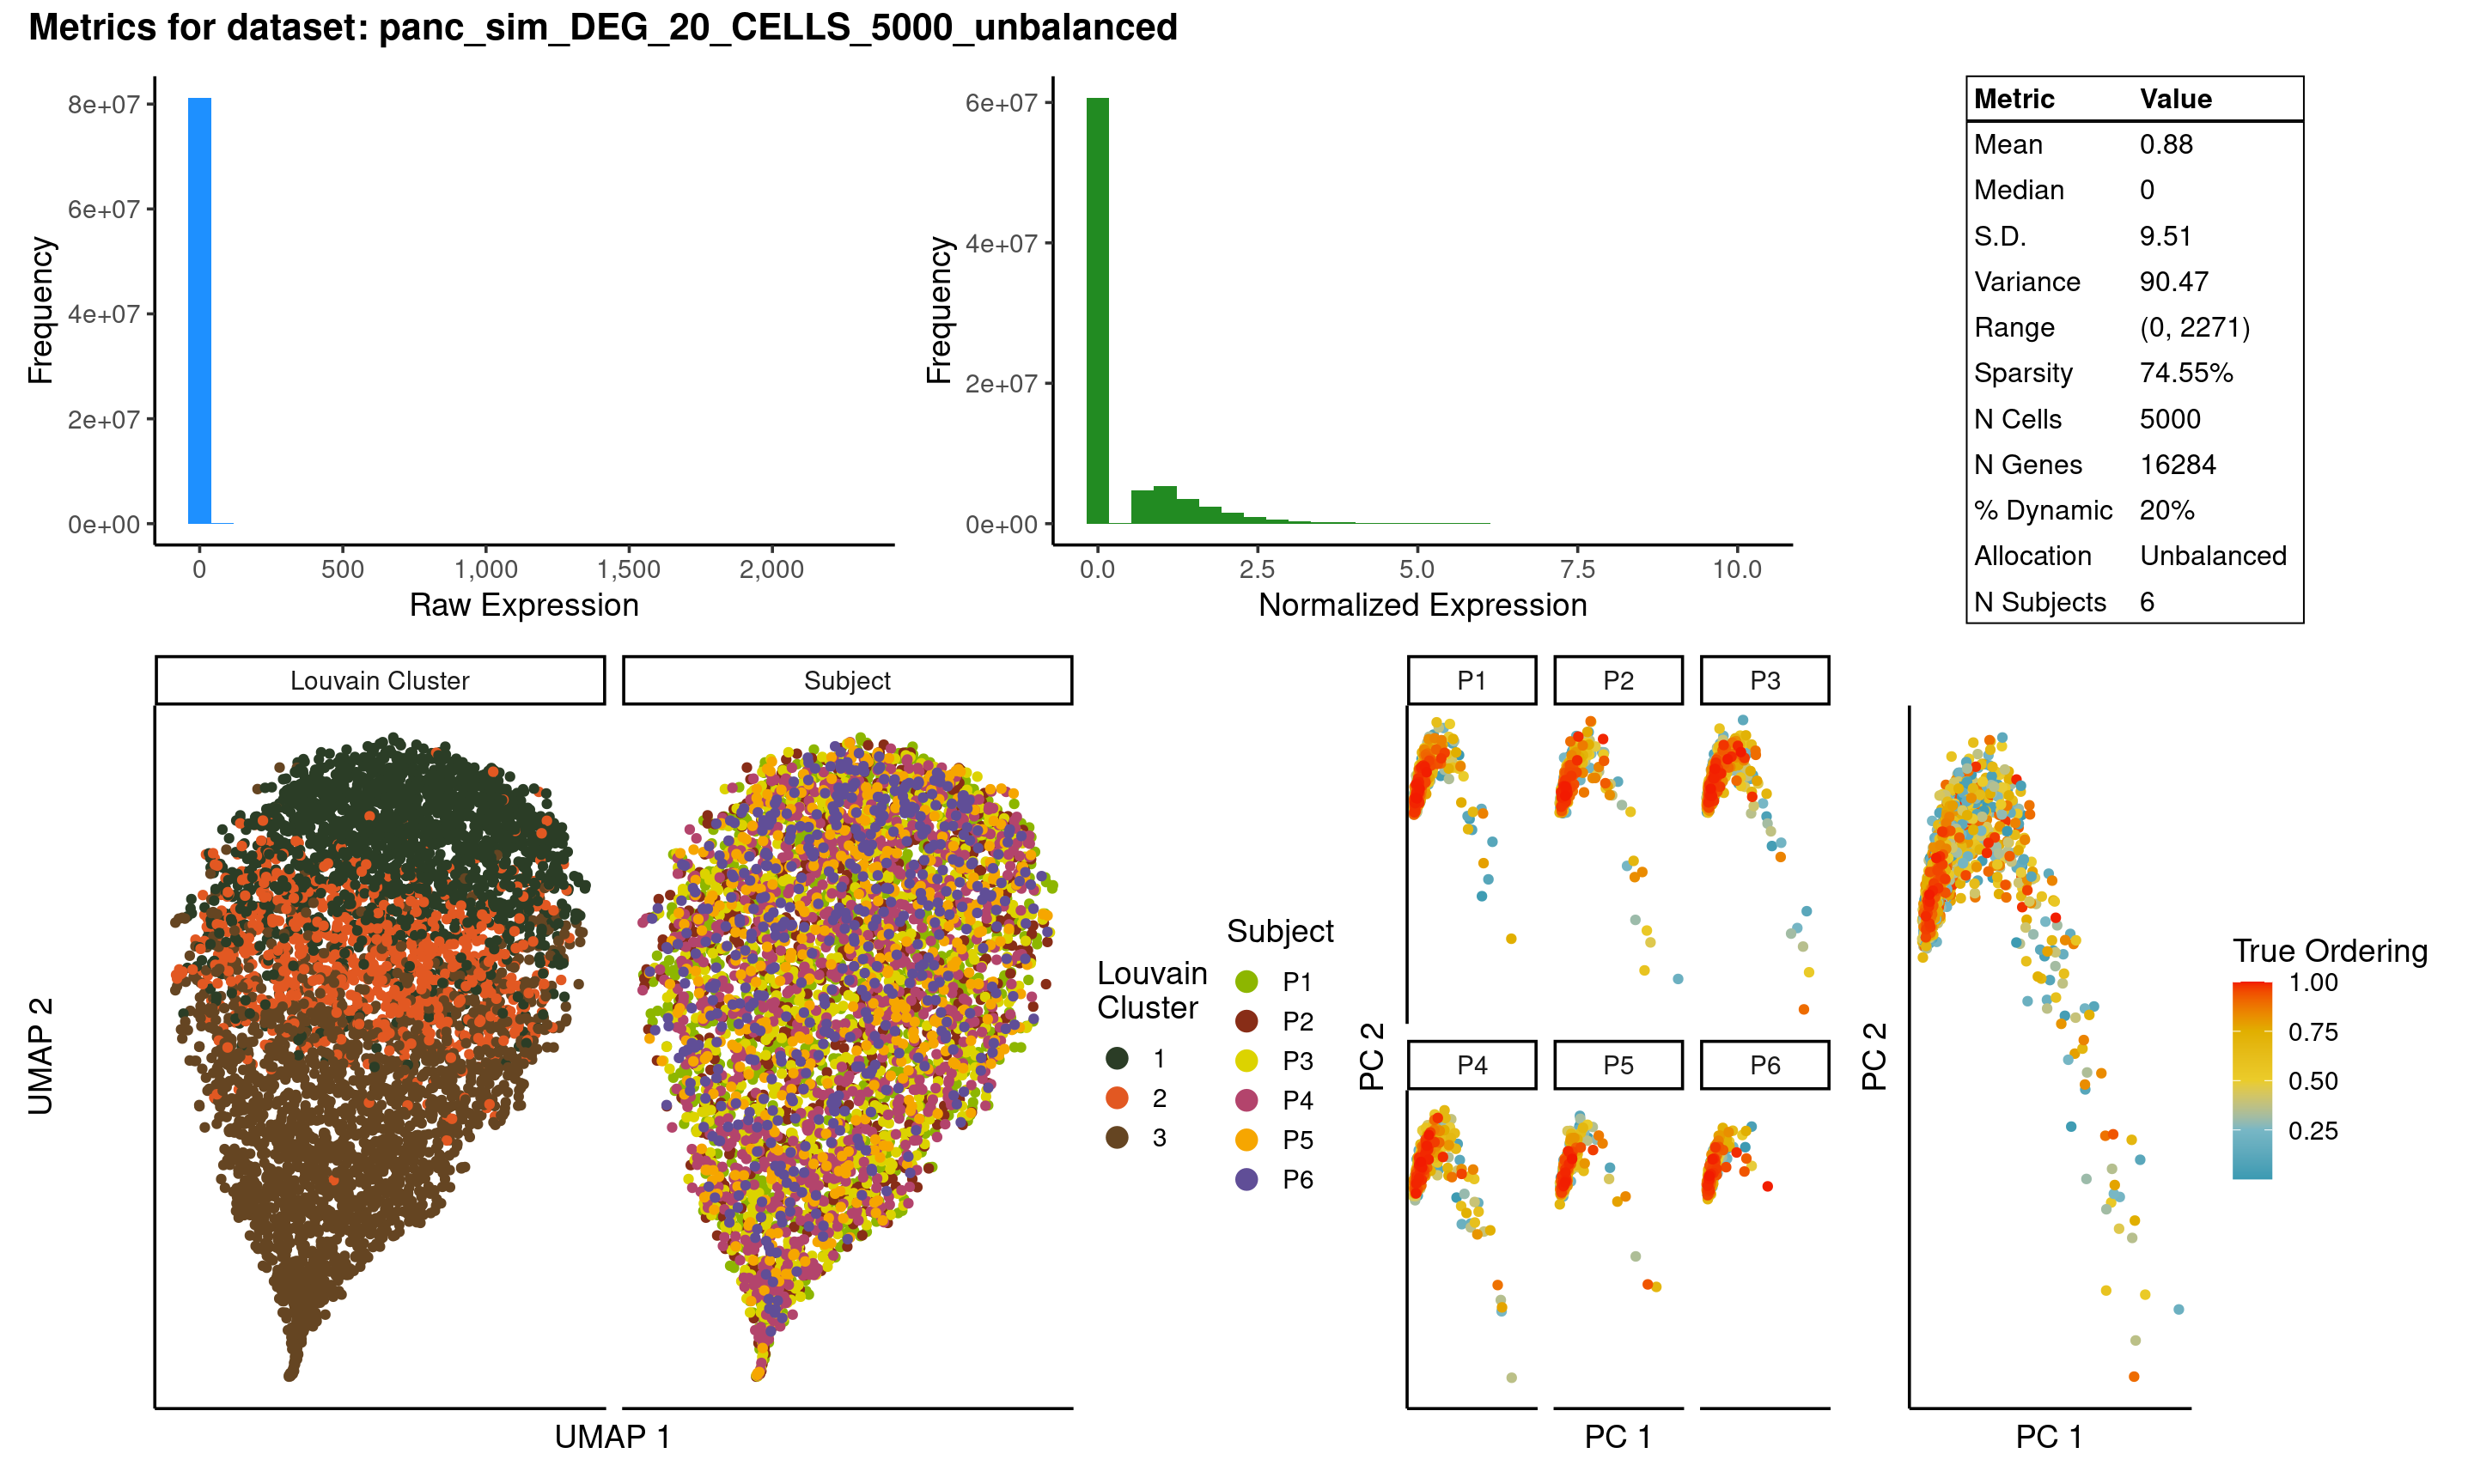 Metrics for dataset: panc_sim_DEG_20_CELLS_5000_unbalanced
Frequency
8e+07
6e+07
4e+07
2e+07
0e+00
0
500
1,000
1,500
2,000
Raw Expression
Frequency
6e+07
4e+07
2e+07
0e+00
0.0
2.5
5.0
7.5
10.0
Normalized Expression
Metric Value
Mean 0.88
Median 0
S.D. 9.51
Variance 90.47
Range (0, 2271)
Sparsity 74.55%
N Cells 5000
N Genes 16284
% Dynamic 20%
Allocation Unbalanced
N Subjects 6
Louvain Cluster
Subject
UMAP 2
UMAP 1
Louvain
Cluster
1
2
3
Subject
P1
P2
P3
P4
P5
P6
PC 2
P1
P2
P3
P4
P5
P6
PC 1
PC 2
PC 1
True Ordering
1.00
0.75
0.50
0.25